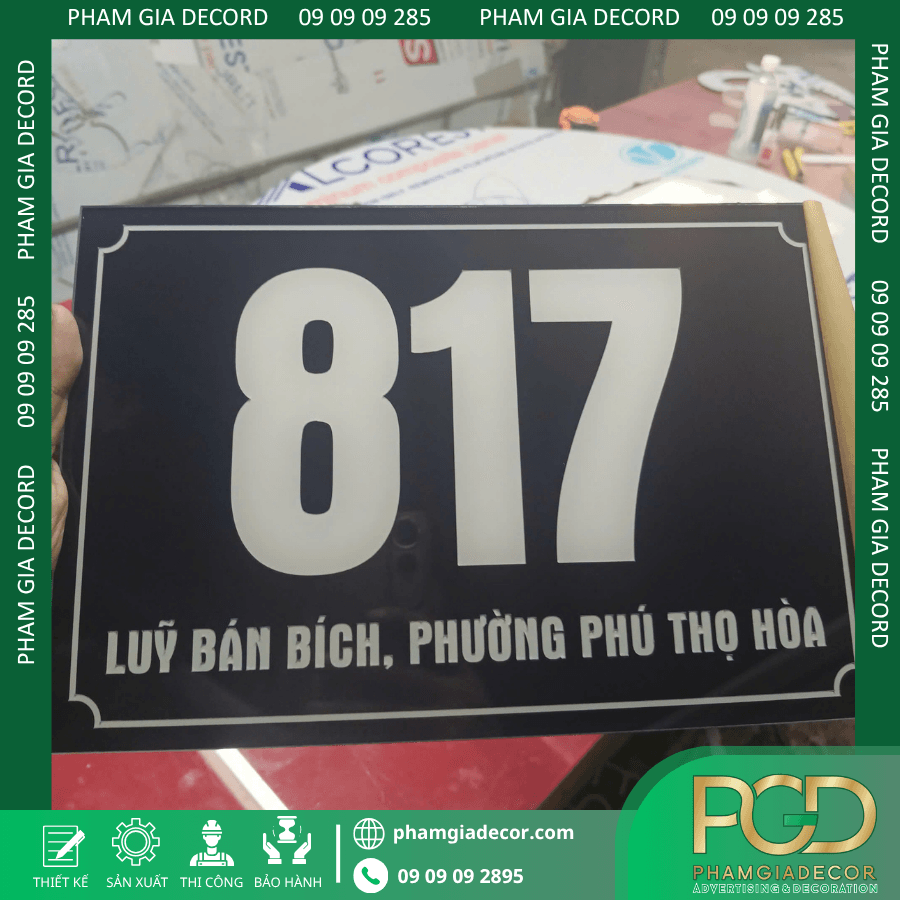 PHAM GIA DECORD 09 09 09 285 PHAM GIA DECORD 09 09 09 285
PHAM GIA DECORD 09 09 09 285 PHAM GIA DECORD
PHAM GIA DECORD 09 09 09 285 PHAM GIA DECORD
LCORES
817
LUỸ BÁN BÍCH, PHƯỜNG PHÚ THỌ HÒA
PGD
PHAMGIADECOR
ADVERTISING & DECORATION
THIẾT KẾ SẢN XUẤT THI CÔNG BẢO HÀNH
phamgiadecor.com
09 09 09 2895